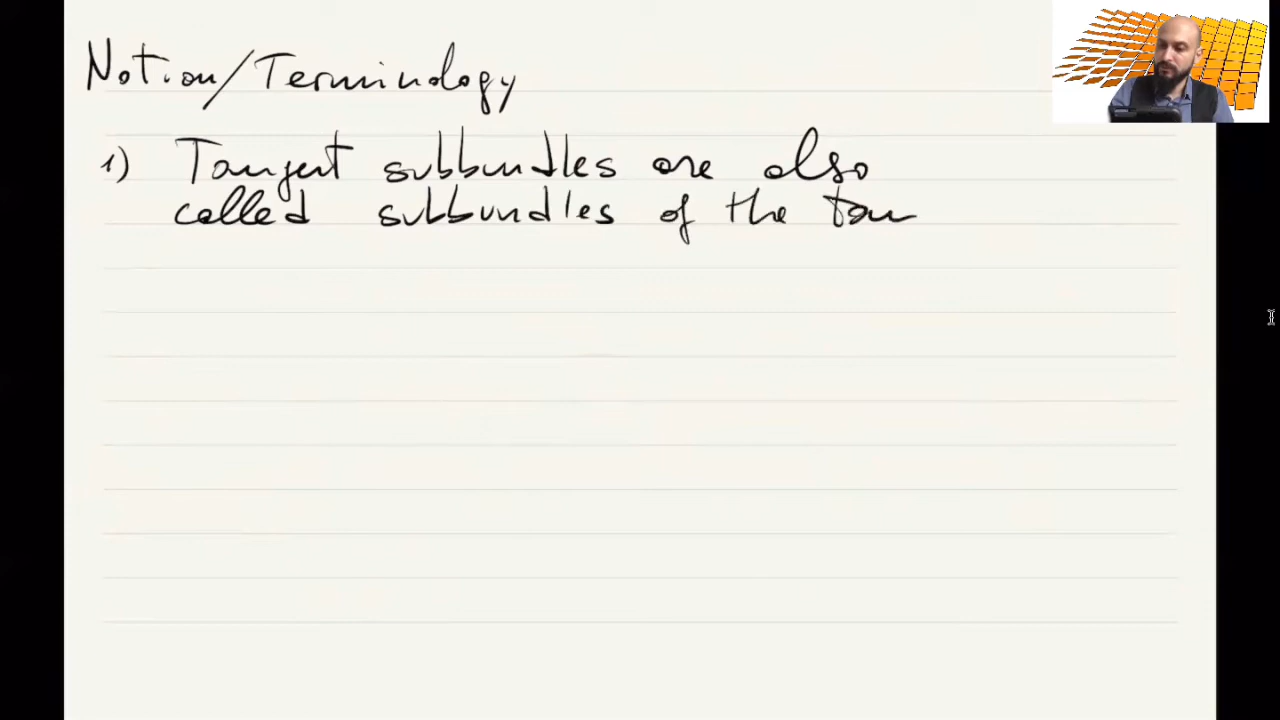 Notion/Terminology
1) Tangent subbundles are also
called subbundles of the tan